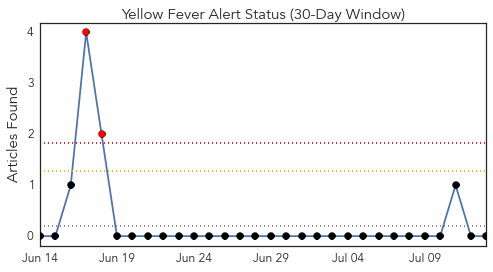 Yellow Fever Alert Status (30-Day Window)
Articles Found
4
3
2
1
0
Jun 14
Jun 19
Jun 24
Jun 29
Jul 04
Jul 09